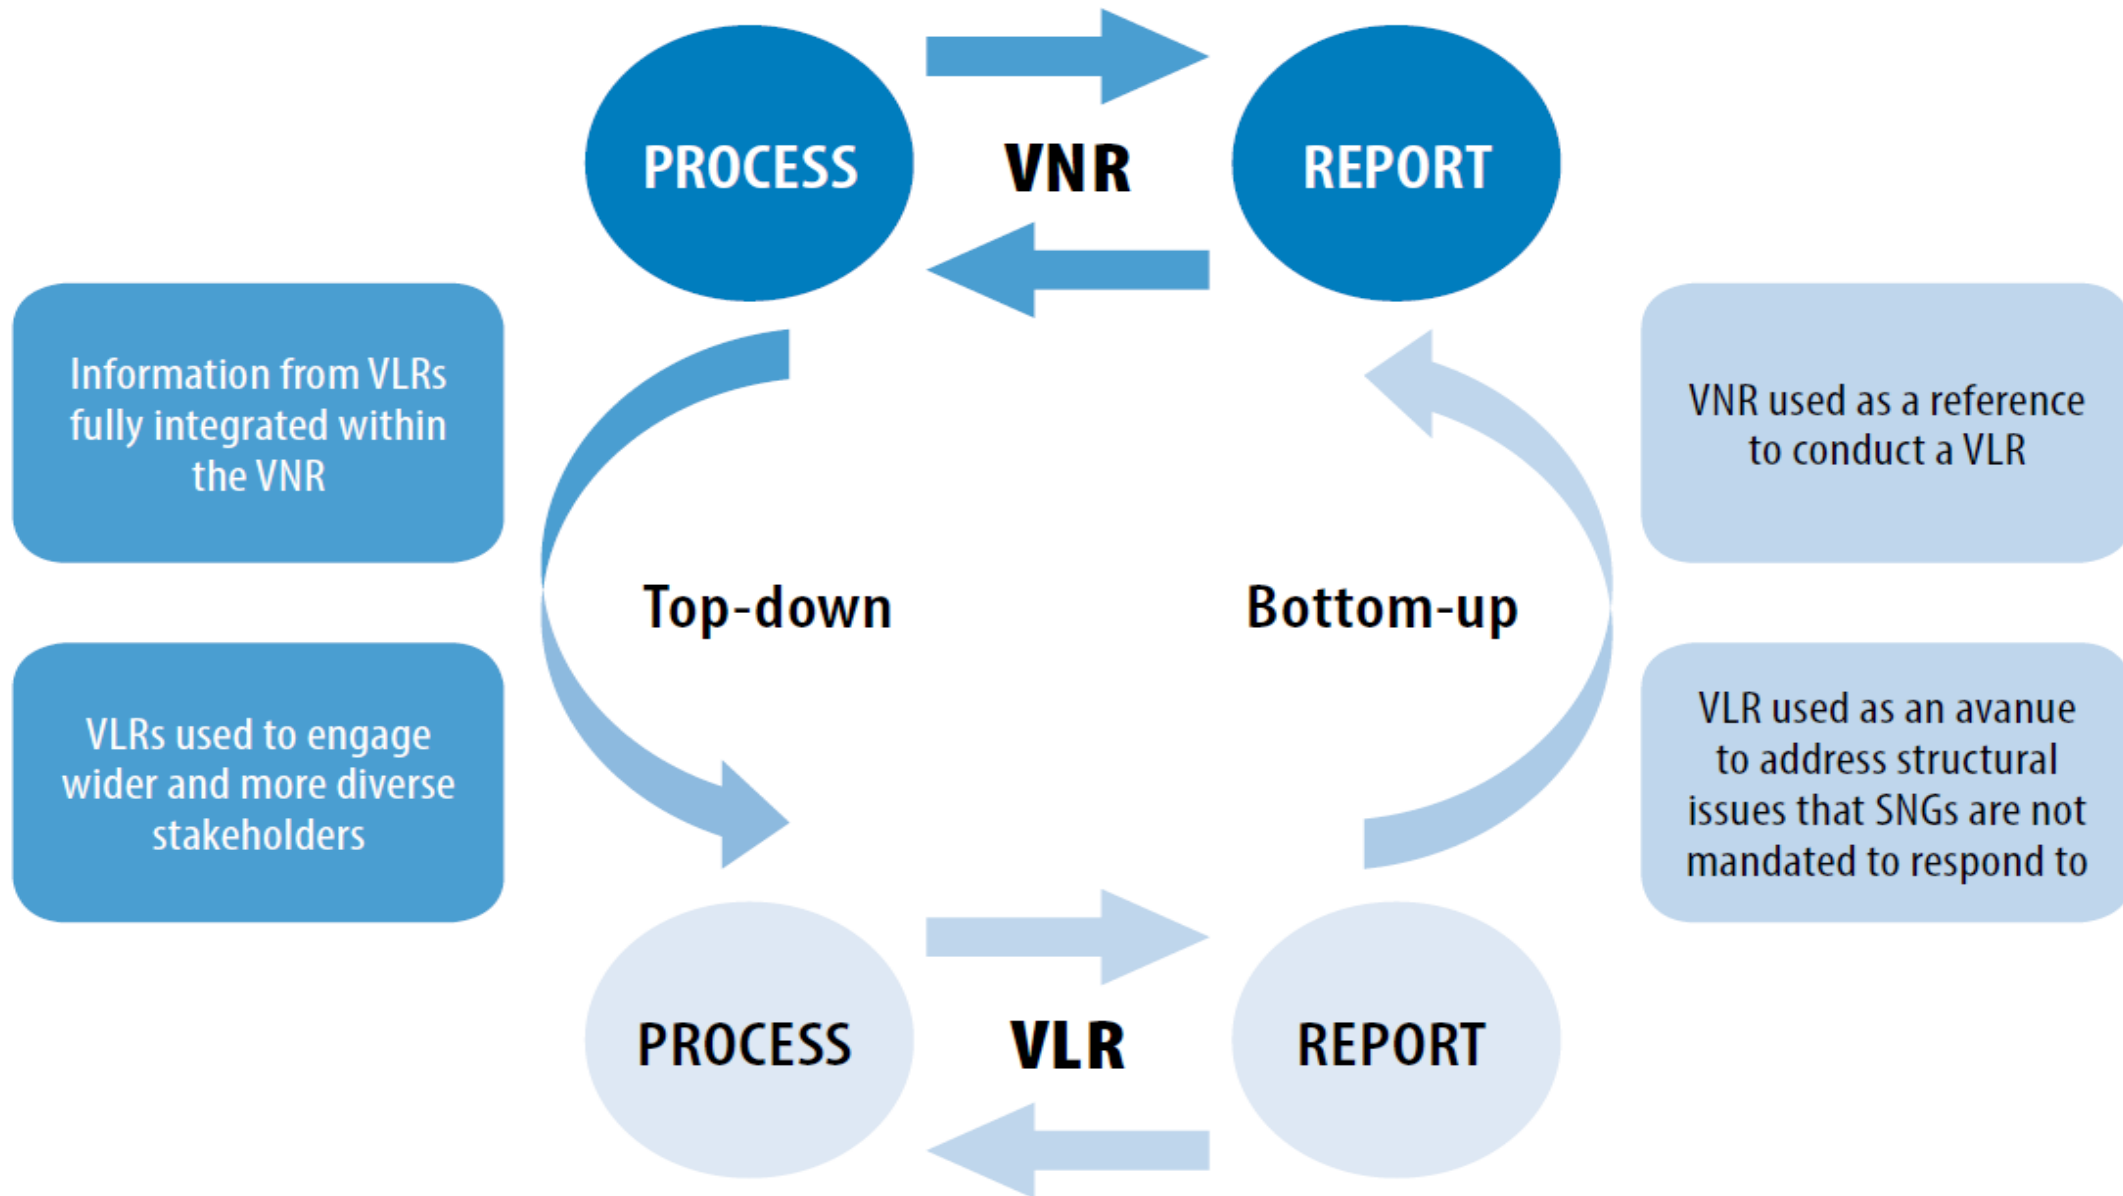 PROCESS
VNR
REPORT
Information from VLRs
fully integrated within
the VNR
VNR used as a reference
to conduct a VLR
Top-down
Bottom-up
VLRs used to engage
wider and more diverse
stakeholders
VLR used as an avanue
to address structural
issues that SNGs are not
mandated to respond to
PROCESS
VLR
REPORT